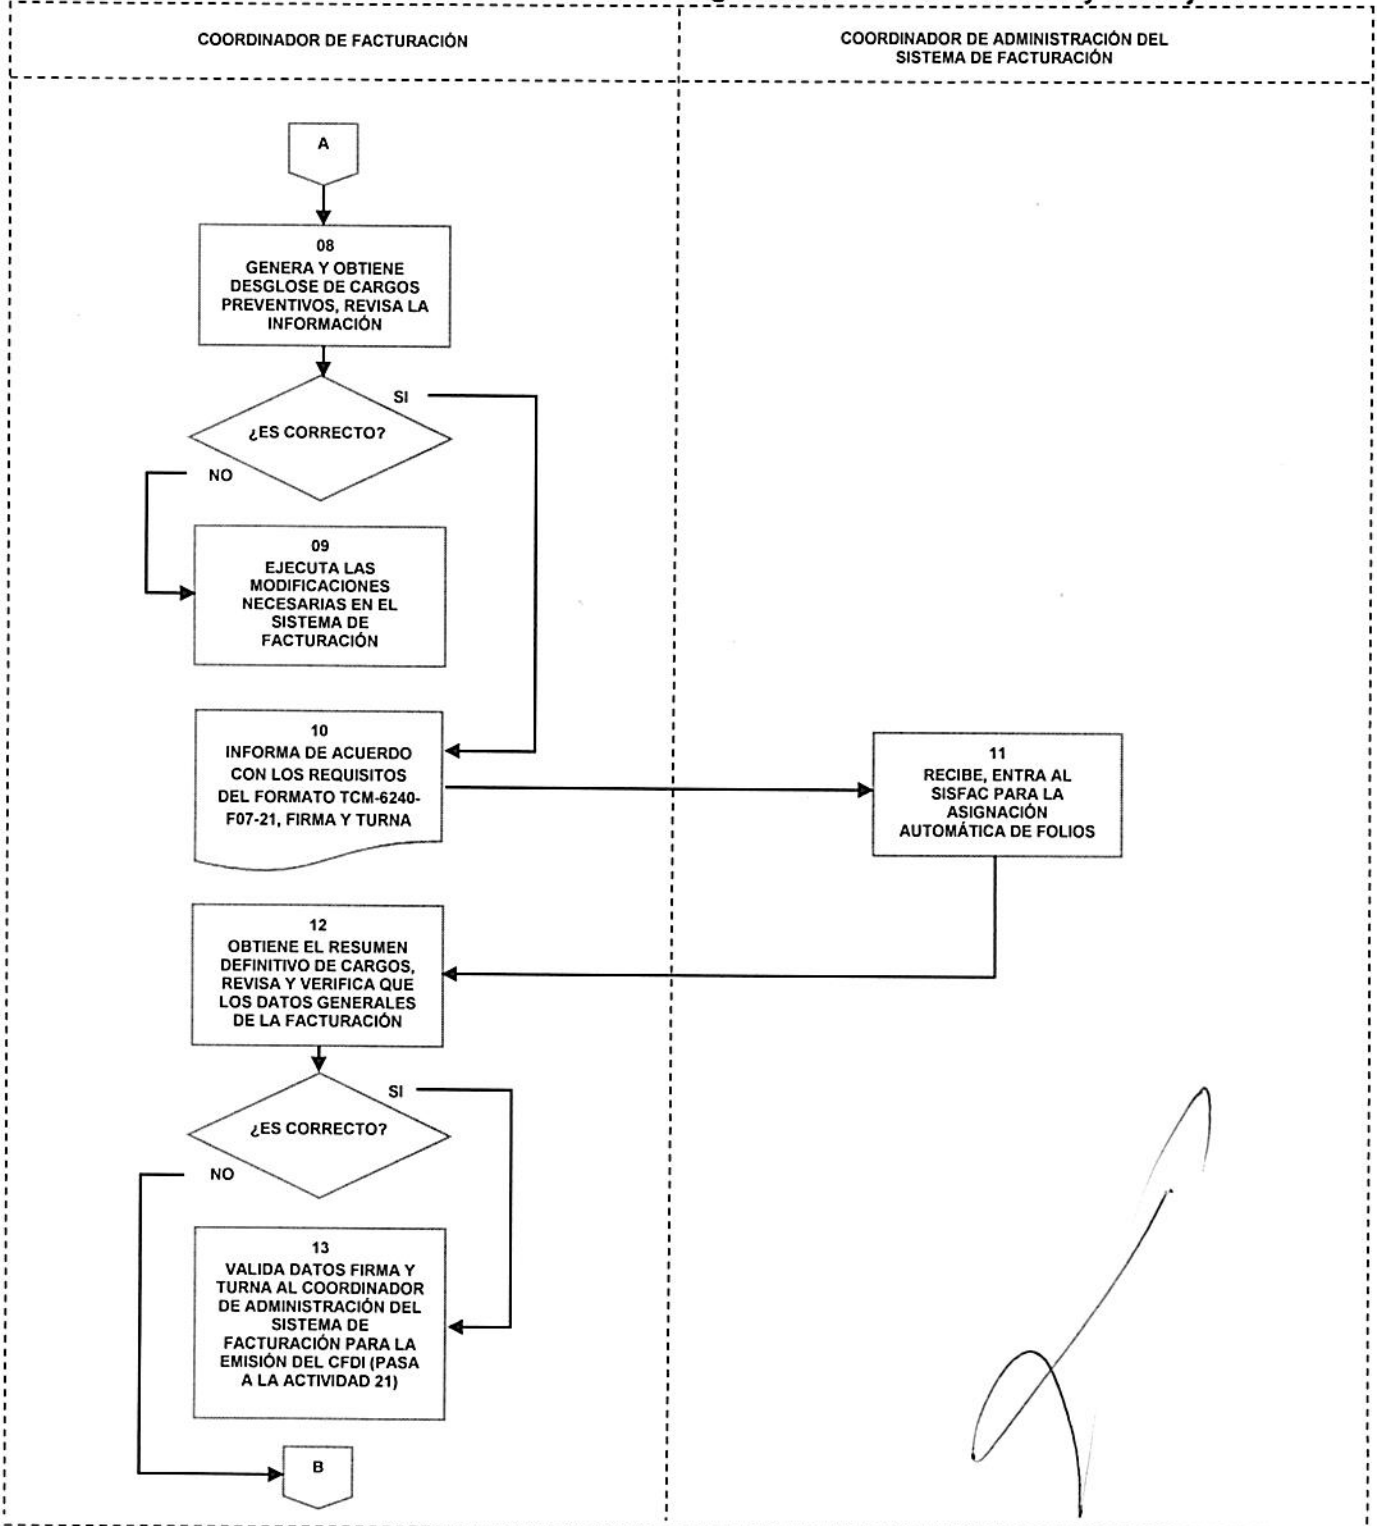 COORDINADOR DE FACTURACIÓN
COORDINADOR DE ADMINISTRACIÓN DEL
SISTEMA DE FACTURACIÓN
A
08
GENERA Y OBTIENE
DESGLOSE DE CARGOS
PREVENTIVOS, REVISA LA
INFORMACIÓN
SI
¿ES CORRECTO?
NO
09
EJECUTA LAS
MODIFICACIONES
NECESARIAS EN EL
SISTEMA DE
FACTURACIÓN
10
INFORMA DE ACUERDO
CON LOS REQUISITOS
DEL FORMATO TCM-6240-
F07-21, FIRMA Y TURNA
11
RECIBE, ENTRA AL
SISFAC PARA LA
ASIGNACIÓN
AUTOMÁTICA DE FOLIOS
12
OBTIENE EL RESUMEN
DEFINITIVO DE CARGOS,
REVISA Y VERIFICA QUE
LOS DATOS GENERALES
DE LA FACTURACIÓN
SI
¿ES CORRECTO?
NO
13
VALIDA DATOS FIRMA Y
TURNA AL COORDINADOR
DE ADMINISTRACIÓN DEL
SISTEMA DE
FACTURACIÓN PARA LA
EMISIÓN DEL CFDI (PASA
A LA ACTIVIDAD 21)
B